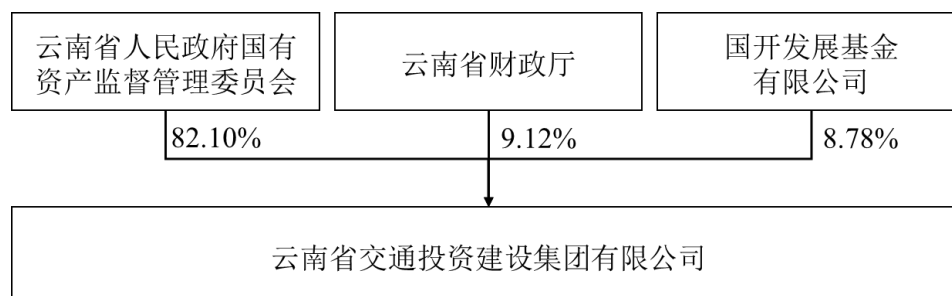 云南省人民政府国有
资产监督管理委员会
云南省财政厅
国开发展基金
有限公司
82.10%
9.12%
8.78%
云南省交通投资建设集团有限公司